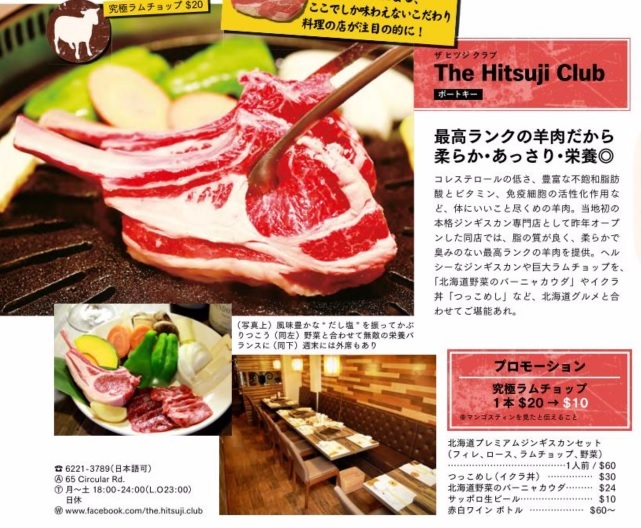 究極ラムチョップ $20
ここでしか味わえないこだわり
料理の店が注目の的に！
ザ ヒツジ クラブ
The Hitsuji Club
ボートキー
最高ランクの羊肉だから
柔らか・あっさり・栄養◎
コレステロールの低さ、豊富な不飽和脂肪
酸とビタミン、免疫細胞の活性化作用な
ど、体にいいこと尽くめの羊肉。当地初の
本格ジンギスカン専門店として昨年オープ
ンした同店では、脂の質が良く、柔らかで
臭みのない最高ランクの羊肉を提供。ヘル
シーなジンギスカンや巨大ラムチョップを、
「北海道野菜のバーニャカウダ」やイクラ
丼「つっこめし」など、北海道グルメと合
わせてご堪能あれ。
（写真上）風味豊かな"だし塩"を振ってかぶ
りつこう（同左）野菜と合わせて無敵の栄養バ
ランスに（同下）週末には外席もあり
プロモーション
究極ラムチョップ
1本 $20 → $10
※マンゴスティンを見たと伝えること
北海道プレミアムジンギスカンセット
（フィレ、ロース、ラムチョップ、野菜）
……………………………1人前 / $60
つっこめし（イクラ丼）………… $30
北海道野菜のバーニャカウダ……… $24
サッポロ生ビール……………… $10
赤白ワイン ボトル …………… $60〜
☎ 6221-3789（日本語可）
Ⓐ 65 Circular Rd.
Ⓣ 月〜土 18:00-24:00（L.O23:00）
日休
Ⓦ www.facebook.com/the.hitsuji.club